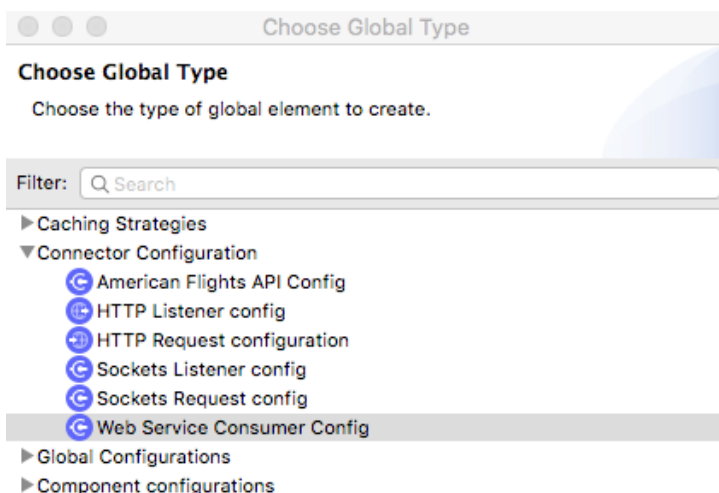 Choose Global Type
Choose Global Type
Choose the type of global element to create.
Filter: Search
Caching Strategies
Connector Configuration
American Flights API Config
HTTP Listener config
HTTP Request configuration
Sockets Listener config
Sockets Request config
Web Service Consumer Config
Global Configurations
Component configurations